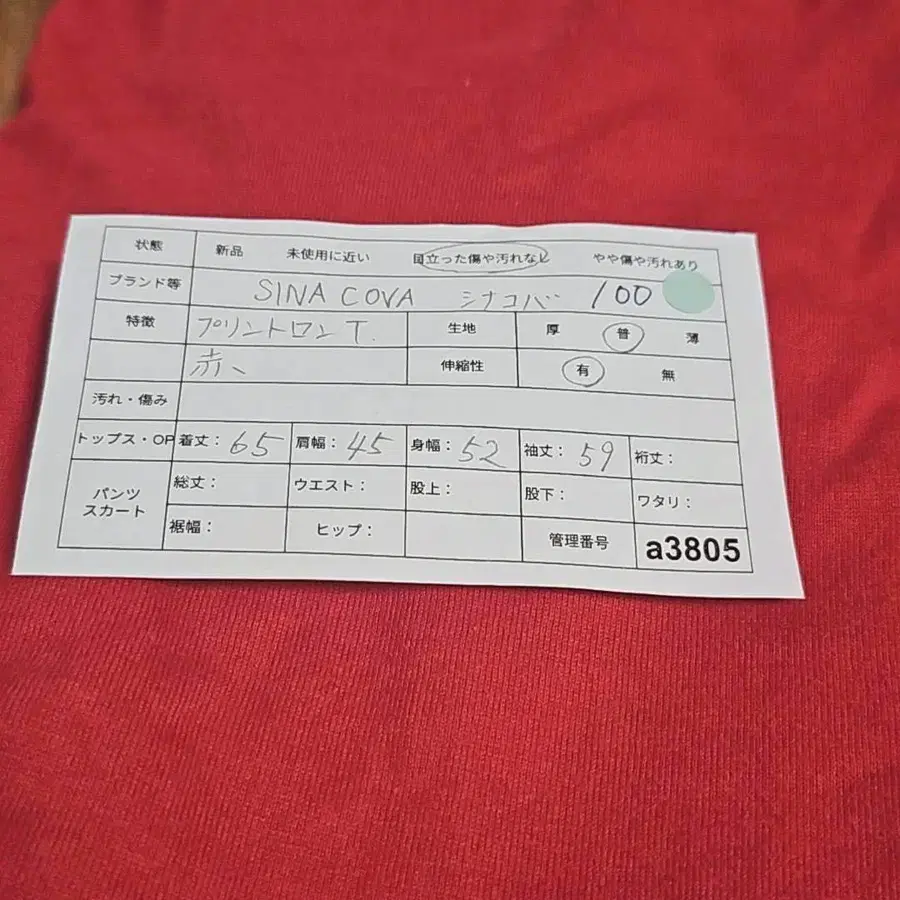 状態 新品 未使用に近い 目立った傷や汚れなし やや傷や汚れあり
ブランド等 SINA COVA シナコバ 100
特徴 プリントロンT. 生地 厚 普 薄
赤、 伸縮性 有 無
汚れ・傷み
トップス・OP 着丈: 65 肩幅: 45 身幅: 52 袖丈: 59 裄丈:
パンツ スカート 総丈: ウエスト: 股上: 股下: ワタリ:
裾幅: ヒップ: 管理番号 a3805